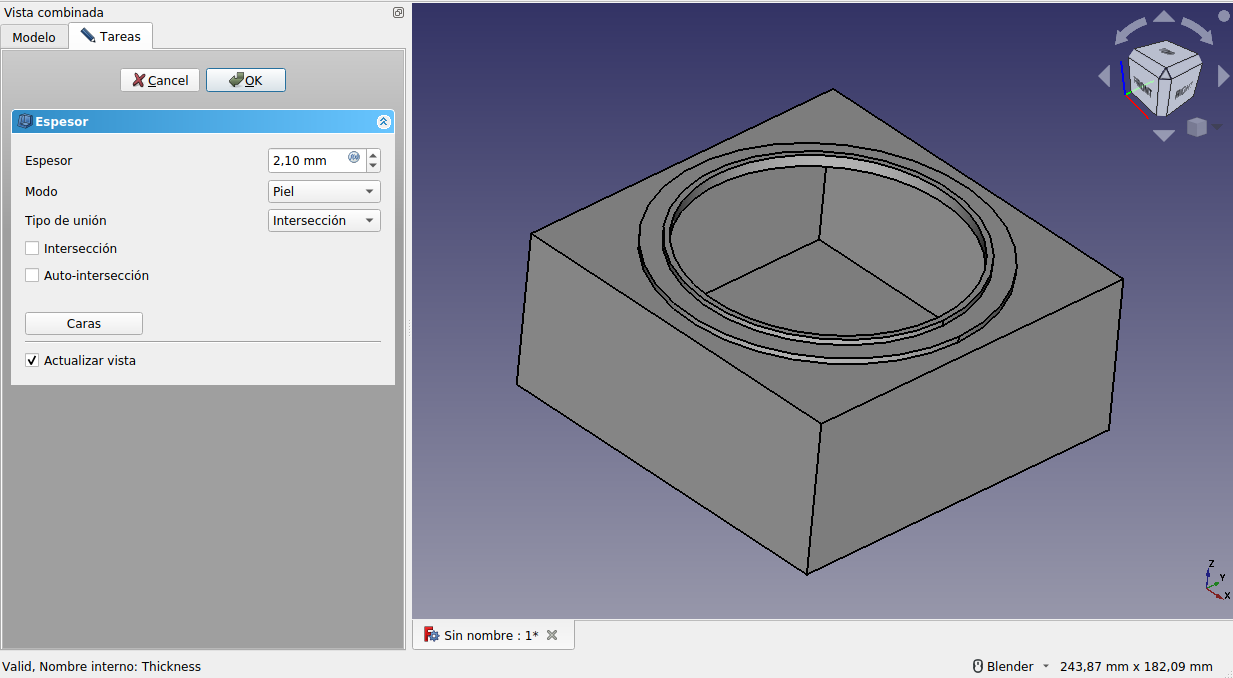 Vista combinada
Modelo
Tareas
Cancel
OK
Espesor
Espesor
2,10 mm
Modo
Piel
Tipo de unión
Intersección
Intersección
Auto-intersección
Caras
Actualizar vista
FRONT
Z
Y
X
Sin nombre : 1*
Valid, Nombre interno: Thickness
Blender
243,87 mm x 182,09 mm